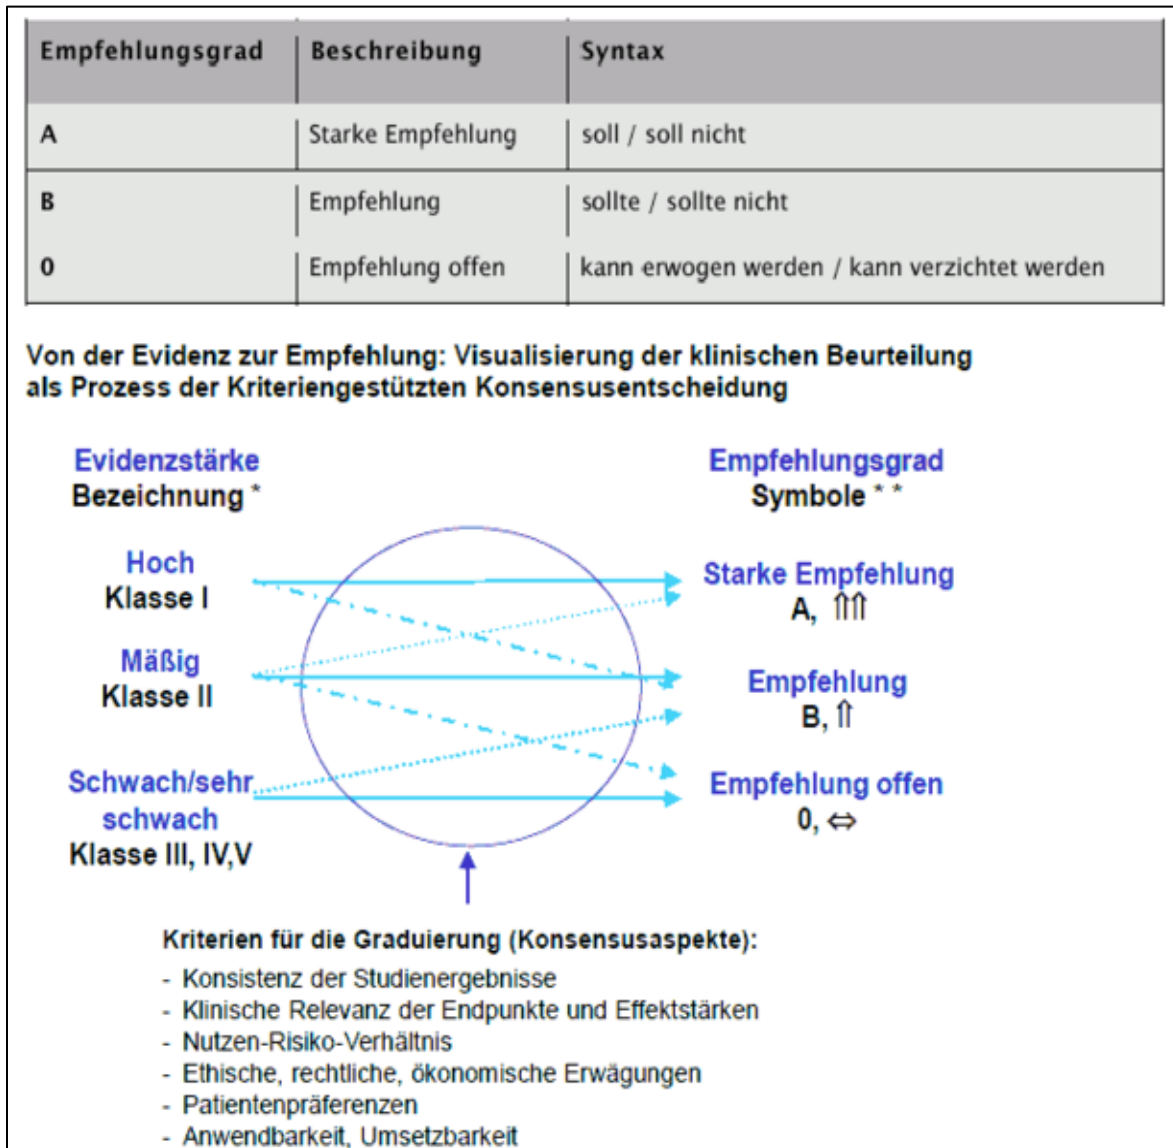 Empfehlungsgrad Beschreibung Syntax
A Starke Empfehlung soll / soll nicht
B Empfehlung sollte / sollte nicht
0 Empfehlung offen kann erwogen werden / kann verzichtet werden
Von der Evidenz zur Empfehlung: Visualisierung der klinischen Beurteilung
als Prozess der Kriteriengestützten Konsensusentscheidung
Evidenzstärke
Bezeichnung *
Hoch
Klasse I
Mäßig
Klasse II
Schwach/sehr
schwach
Klasse III, IV,V
Empfehlungsgrad
Symbole * *
Starke Empfehlung
A, ⇑⇑
Empfehlung
B, ⇑
Empfehlung offen
0, ⇔
Kriterien für die Graduierung (Konsensusaspekte):
- Konsistenz der Studienergebnisse
- Klinische Relevanz der Endpunkte und Effektstärken
- Nutzen-Risiko-Verhältnis
- Ethische, rechtliche, ökonomische Erwägungen
- Patientenpräferenzen
- Anwendbarkeit, Umsetzbarkeit